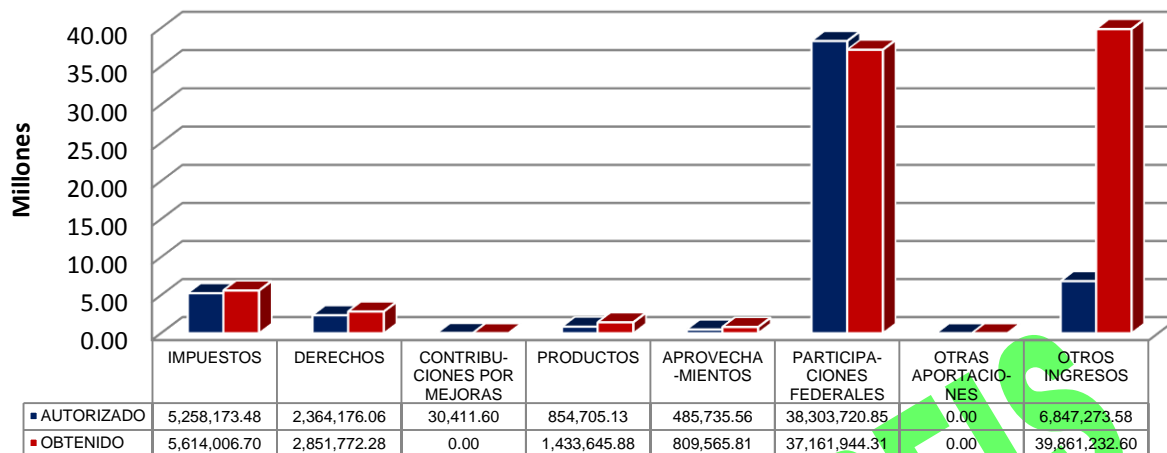 Millones
40.00
35.00
30.00
25.00
20.00
15.00
10.00
5.00
0.00
IMPUESTOS DERECHOS CONTRIBU-CIONES POR MEJORAS PRODUCTOS APROVECHA-MIENTOS PARTICIPA-CIONES FEDERALES OTRAS APORTACIO-NES OTROS INGRESOS
AUTORIZADO 5,258,173.48 2,364,176.06 30,411.60 854,705.13 485,735.56 38,303,720.85 0.00 6,847,273.58
OBTENIDO 5,614,006.70 2,851,772.28 0.00 1,433,645.88 809,565.81 37,161,944.31 0.00 39,861,232.60